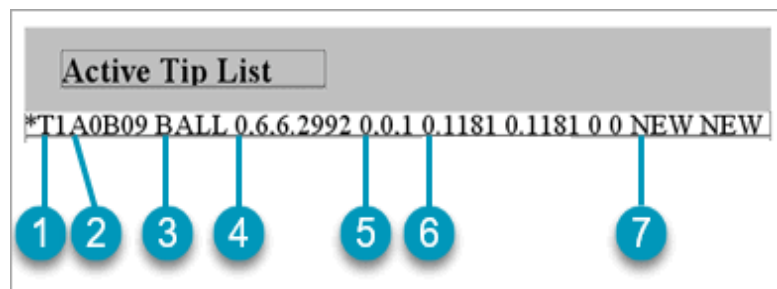 Active Tip List
*T1A0B09 BALL 0,6.6.2992 0,0,1 0.1181 0.1181 0 0 NEW NEW
1 2 3 4 5 6 7